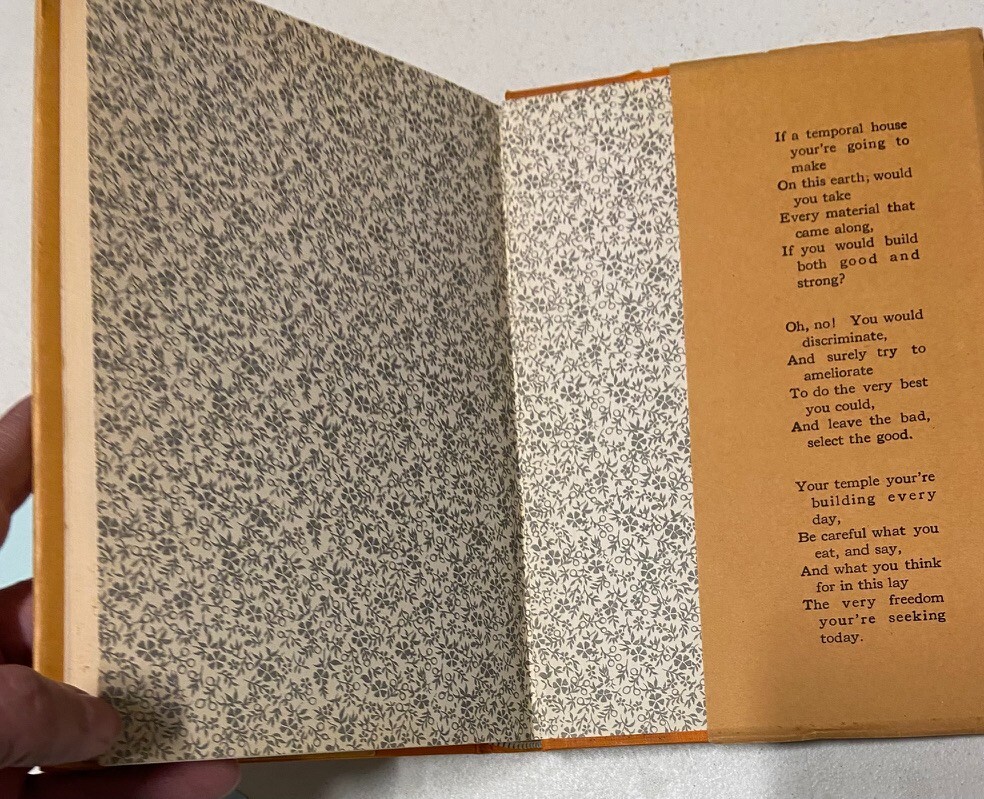 If a temporal house
your're going to
make
On this earth; would
you take
Every material that
came along,
If you would build
both good and
strong?
Oh, no! You would
discriminate,
And surely try to
ameliorate
To do the very best
you could,
And leave the bad,
select the good.
Your temple your're
building every
day,
Be careful what you
eat, and say,
And what you think
for in this lay
The very freedom
your're seeking
today.